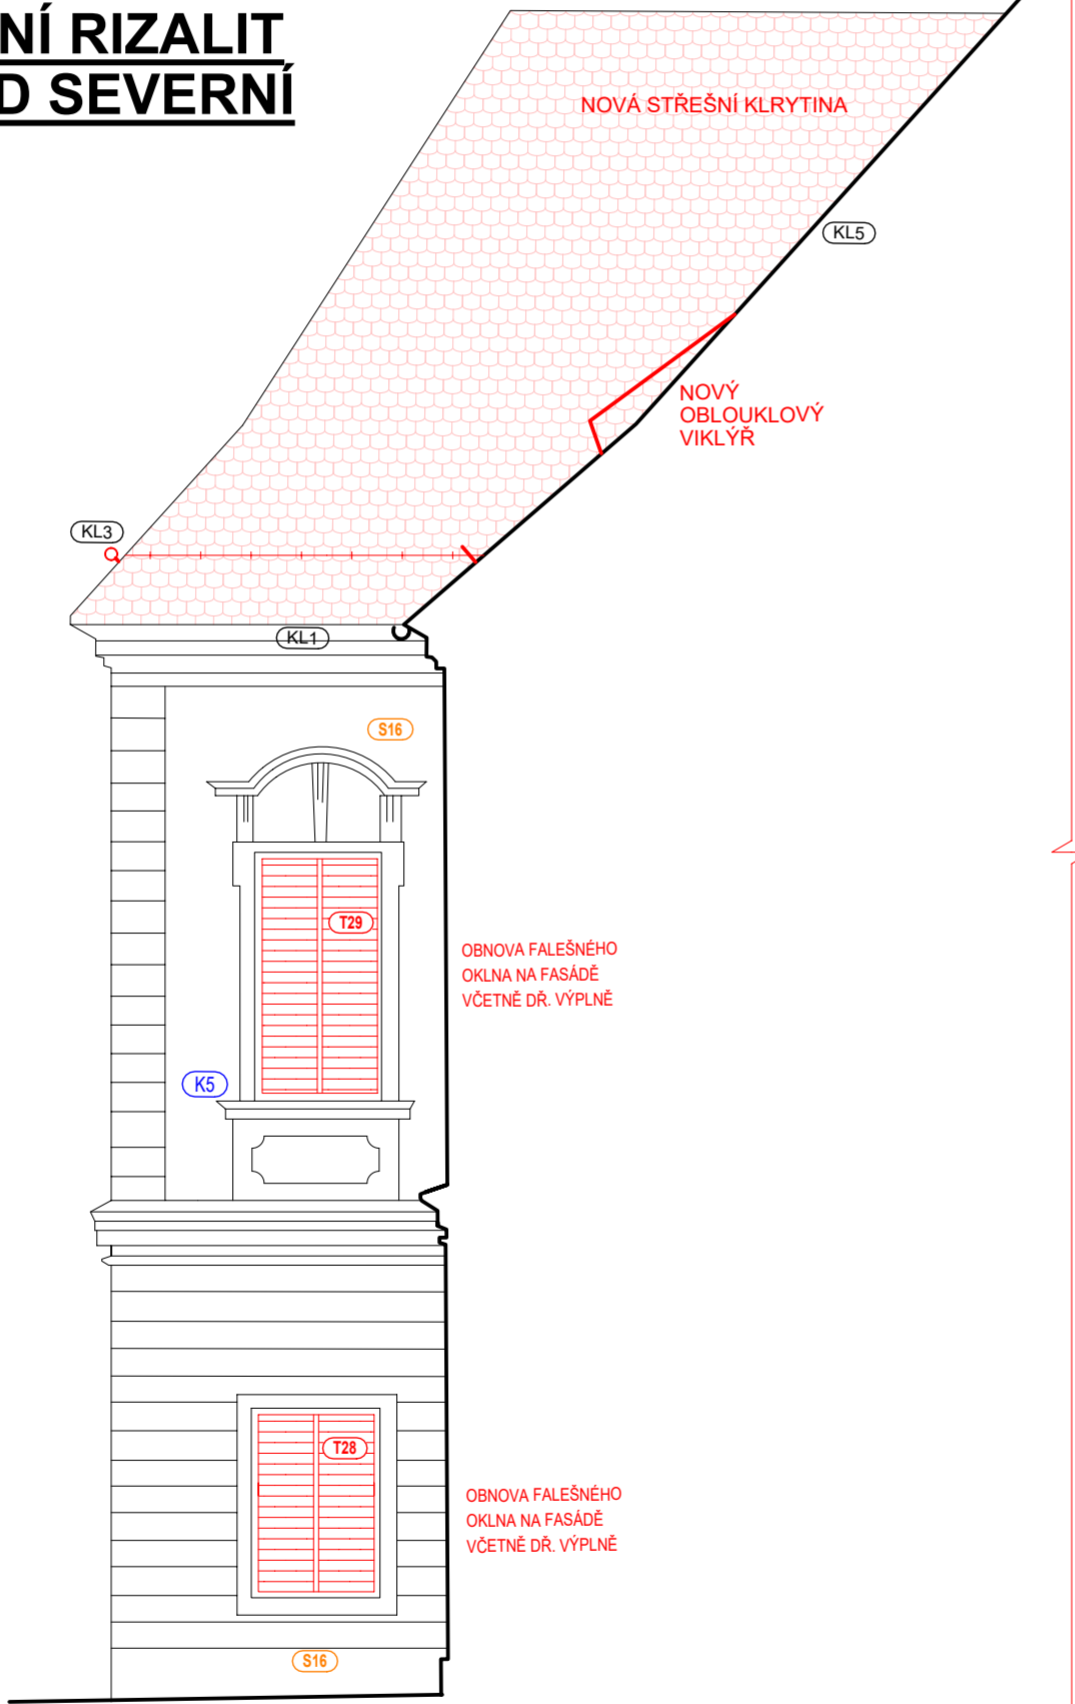 NÍ RIZALIT
D SEVERNÍ
NOVÁ STŘEŠNÍ KLRYTINA
KL5
NOVÝ
OBLOUKLOVÝ
VIKLÝŘ
KL3
KL1
S16
T29
OBNOVA FALEŠNÉHO
OKLNA NA FASÁDĚ
VČETNĚ DŘ. VÝPLNĚ
K5
T28
OBNOVA FALEŠNÉHO
OKLNA NA FASÁDĚ
VČETNĚ DŘ. VÝPLNĚ
S16